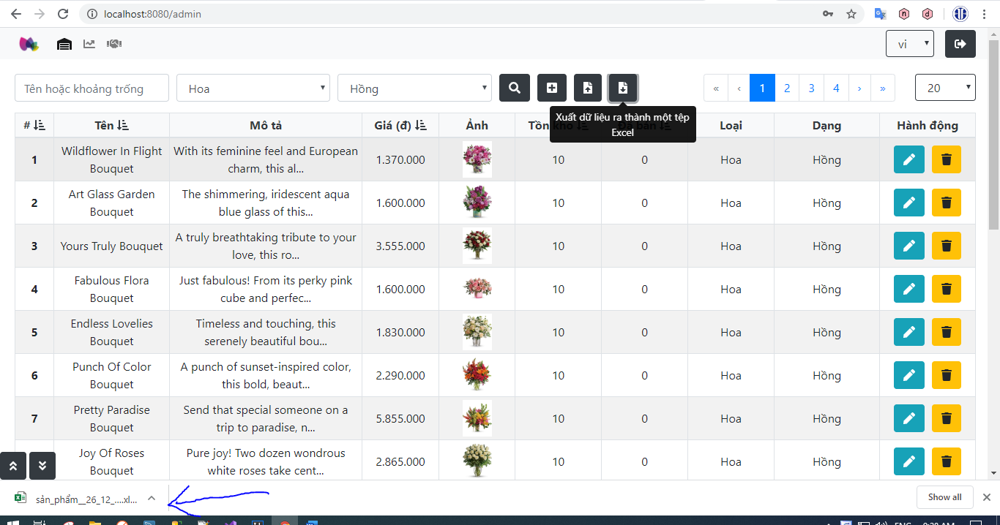 localhost:8080/admin
vi
Tên hoặc khoảng trống
Hoa
Hồng
« ‹ 1 2 3 4 › »
20
Xuất dữ liệu ra thành một tệp
Excel
# Tên Mô tả Giá (đ) Ảnh Tồn kho Đã bán Loại Dạng Hành động
1 Wildflower In Flight Bouquet With its feminine feel and European charm, this al... 1.370.000 10 0 Hoa Hồng
2 Art Glass Garden Bouquet The shimmering, iridescent aqua blue glass of this... 1.600.000 10 0 Hoa Hồng
3 Yours Truly Bouquet A truly breathtaking tribute to your love, this ro... 3.555.000 10 0 Hoa Hồng
4 Fabulous Flora Bouquet Just fabulous! From its perky pink cube and perfec... 1.600.000 10 0 Hoa Hồng
5 Endless Lovelies Bouquet Timeless and touching, this serenely beautiful bou... 1.830.000 10 0 Hoa Hồng
6 Punch Of Color Bouquet A punch of sunset-inspired color, this bold, beaut... 2.290.000 10 0 Hoa Hồng
7 Pretty Paradise Bouquet Send that special someone on a trip to paradise, n... 5.855.000 10 0 Hoa Hồng
Joy Of Roses Bouquet Pure joy! Two dozen wondrous white roses take cent... 2.865.000 10 0 Hoa Hồng
sản_phẩm__26_12_....xl...
Show all